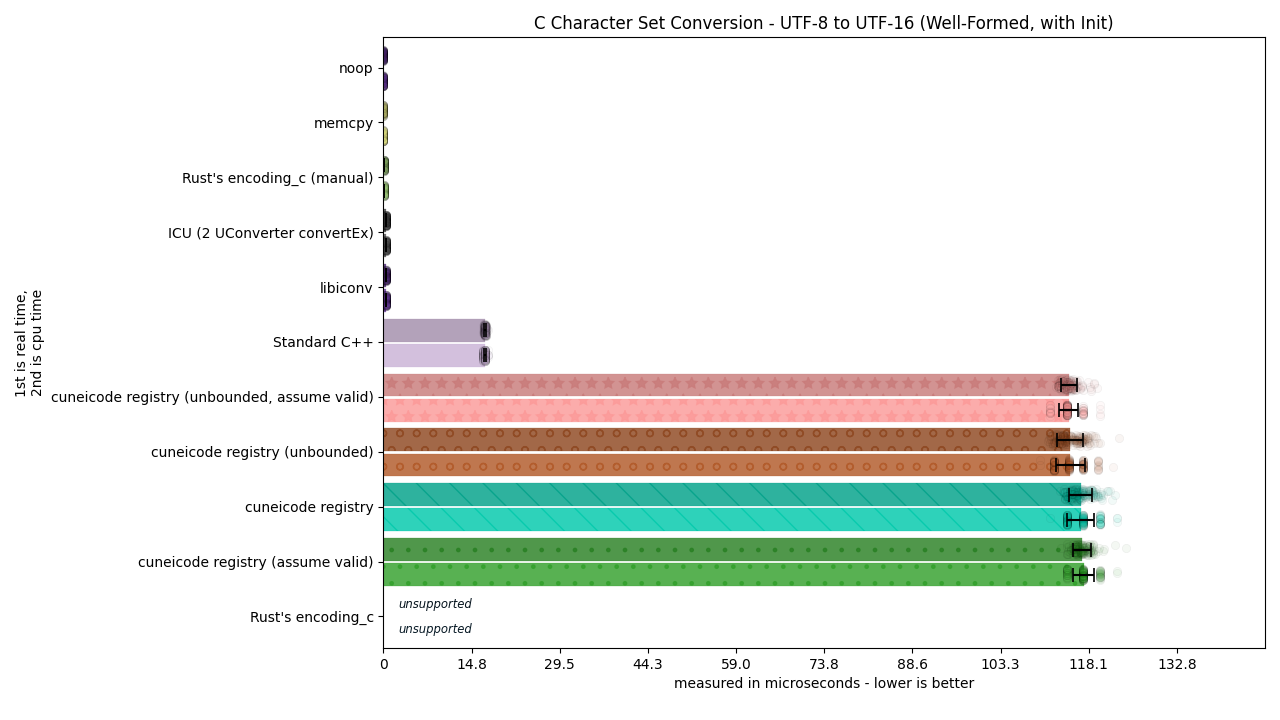 C Character Set Conversion - UTF-8 to UTF-16 (Well-Formed, with Init)
noop
memcpy
Rust's encoding_c (manual)
ICU (2 UConverter convertEx)
libiconv
Standard C++
cuneicode registry (unbounded, assume valid)
cuneicode registry (unbounded)
cuneicode registry
cuneicode registry (assume valid)
Rust's encoding_c
unsupported
unsupported
1st is real time,
2nd is cpu time
0 14.8 29.5 44.3 59.0 73.8 88.6 103.3 118.1 132.8
measured in microseconds - lower is better